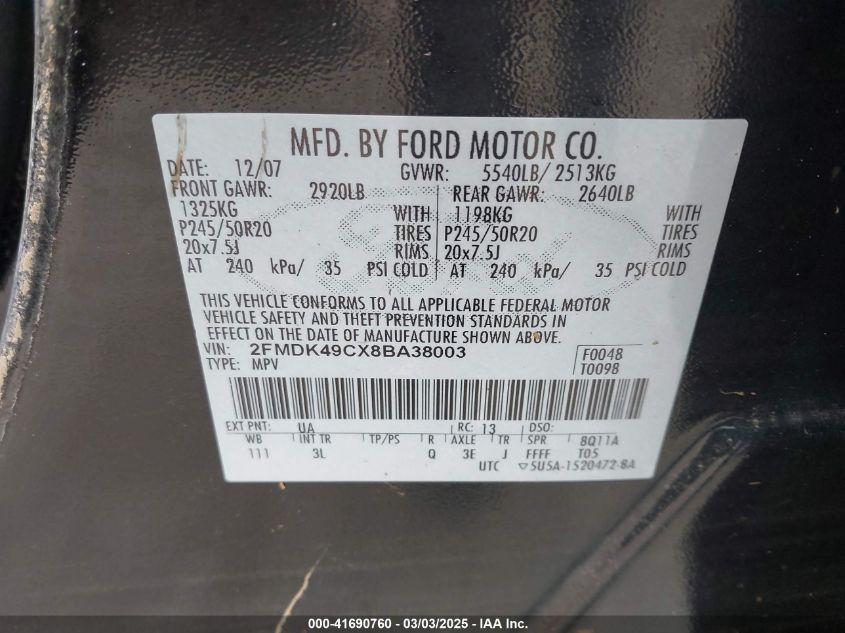 MFD. BY FORD MOTOR CO.
DATE: 12/07 GVWR: 5540LB/ 2513KG
FRONT GAWR: 2920LB REAR GAWR: 2640LB
1325KG WITH 1198KG WITH
P245/50R20 TIRES P245/50R20 TIRES
20x7.5J RIMS 20x7.5J RIMS
AT 240 kPa/ 35 PSI COLD AT 240 kPa/ 35 PSI COLD
THIS VEHICLE CONFORMS TO ALL APPLICABLE FEDERAL MOTOR
VEHICLE SAFETY AND THEFT PREVENTION STANDARDS IN
EFFECT ON THE DATE OF MANUFACTURE SHOWN ABOVE.
VIN: 2FMDK49CX8BA38003 F0048
TYPE: MPV T0098
EXT PNT: UA RC: 13 DSO:
WB INT TR TP/PS R AXLE TR SPR 8Q11A
111 3L Q 3E J FFFF T05
UTC ▽5U5A-1520472-BA
000-41690760 - 03/03/2025 - IAA Inc.